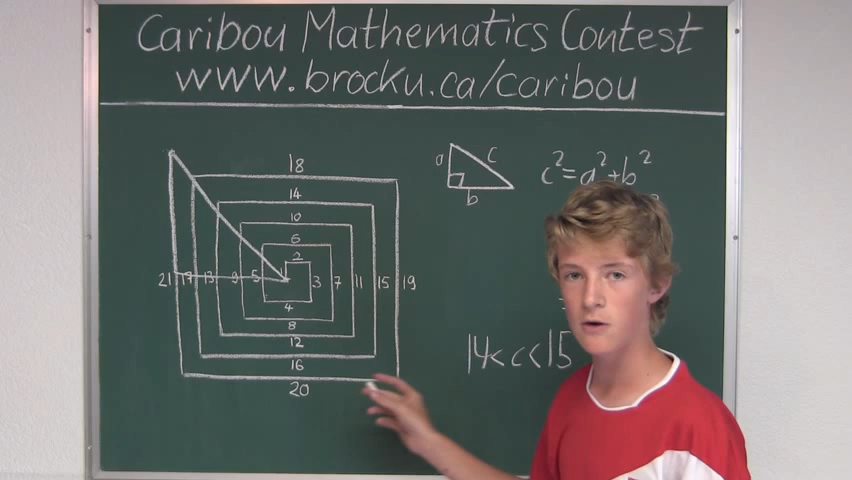 Caribou Mathematics Contest
www.brocku.ca/caribou
18
14
10
6
2
21 17 13 9 5 1 3 7 11 15 19
4
8
12
16
20
a c
b
c²=a²+b²
14<c<15